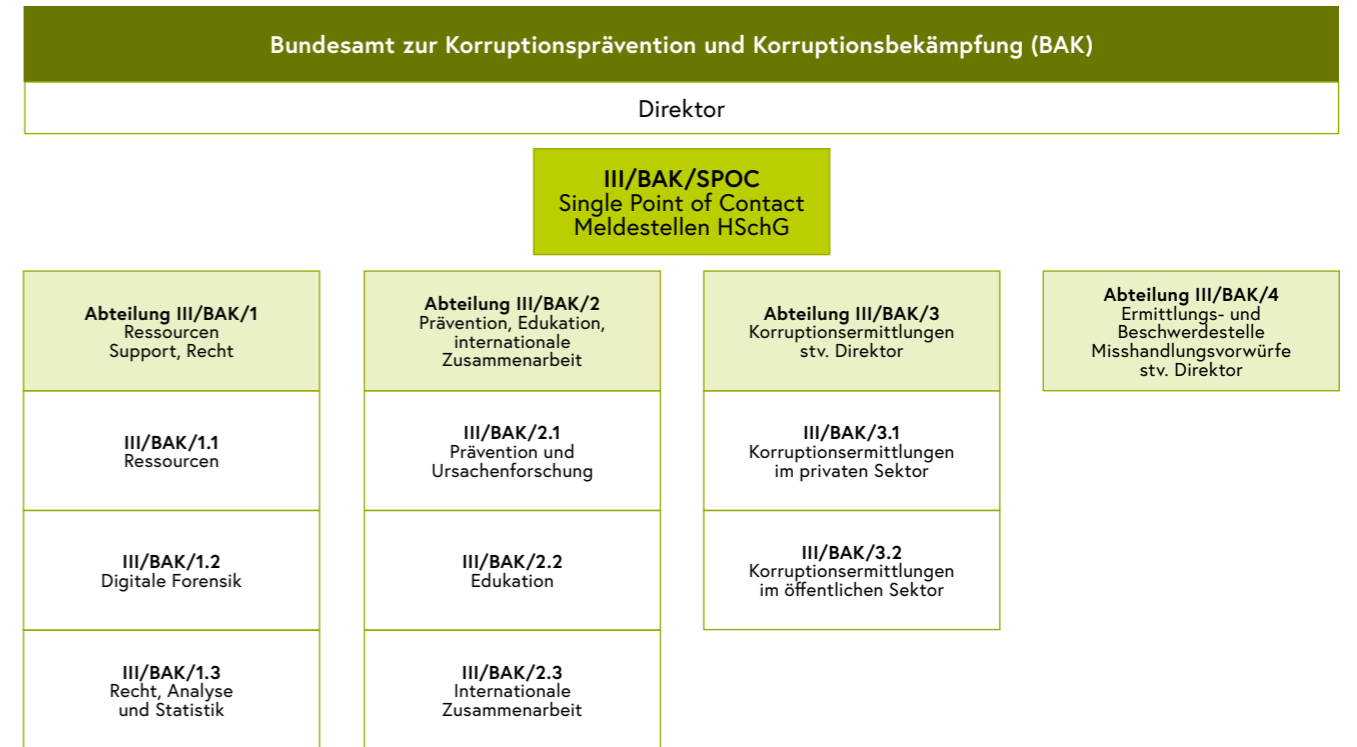 Bundesamt zur Korruptionsprävention und Korruptionsbekämpfung (BAK)
Direktor
III/BAK/SPOC
Single Point of Contact
Meldestellen HSchG
Abteilung III/BAK/1
Ressourcen
Support, Recht
Abteilung III/BAK/2
Prävention, Edukation,
internationale
Zusammenarbeit
Abteilung III/BAK/3
Korruptionsermittlungen
stv. Direktor
Abteilung III/BAK/4
Ermittlungs- und
Beschwerdestelle
Misshandlungsvorwürfe
stv. Direktor
III/BAK/1.1
Ressourcen
III/BAK/2.1
Prävention und
Ursachenforschung
III/BAK/3.1
Korruptionsermittlungen
im privaten Sektor
III/BAK/1.2
Digitale Forensik
III/BAK/2.2
Edukation
III/BAK/3.2
Korruptionsermittlungen
im öffentlichen Sektor
III/BAK/1.3
Recht, Analyse
und Statistik
III/BAK/2.3
Internationale
Zusammenarbeit